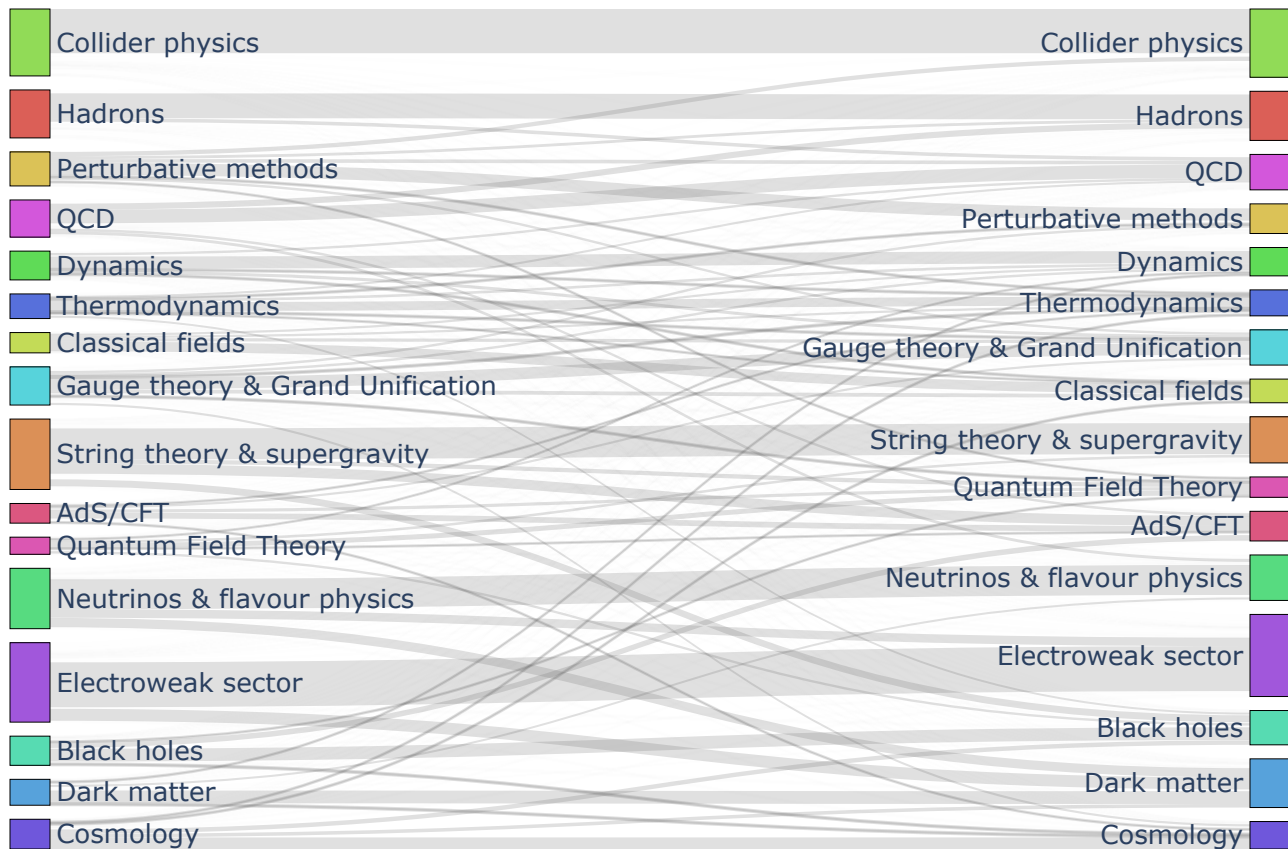 Collider physics
Hadrons
Perturbative methods
QCD
Dynamics
Thermodynamics
Classical fields
Gauge theory & Grand Unification
String theory & supergravity
AdS/CFT
Quantum Field Theory
Neutrinos & flavour physics
Electroweak sector
Black holes
Dark matter
Cosmology
Collider physics
Hadrons
QCD
Perturbative methods
Dynamics
Thermodynamics
Gauge theory & Grand Unification
Classical fields
String theory & supergravity
Quantum Field Theory
AdS/CFT
Neutrinos & flavour physics
Electroweak sector
Black holes
Dark matter
Cosmology